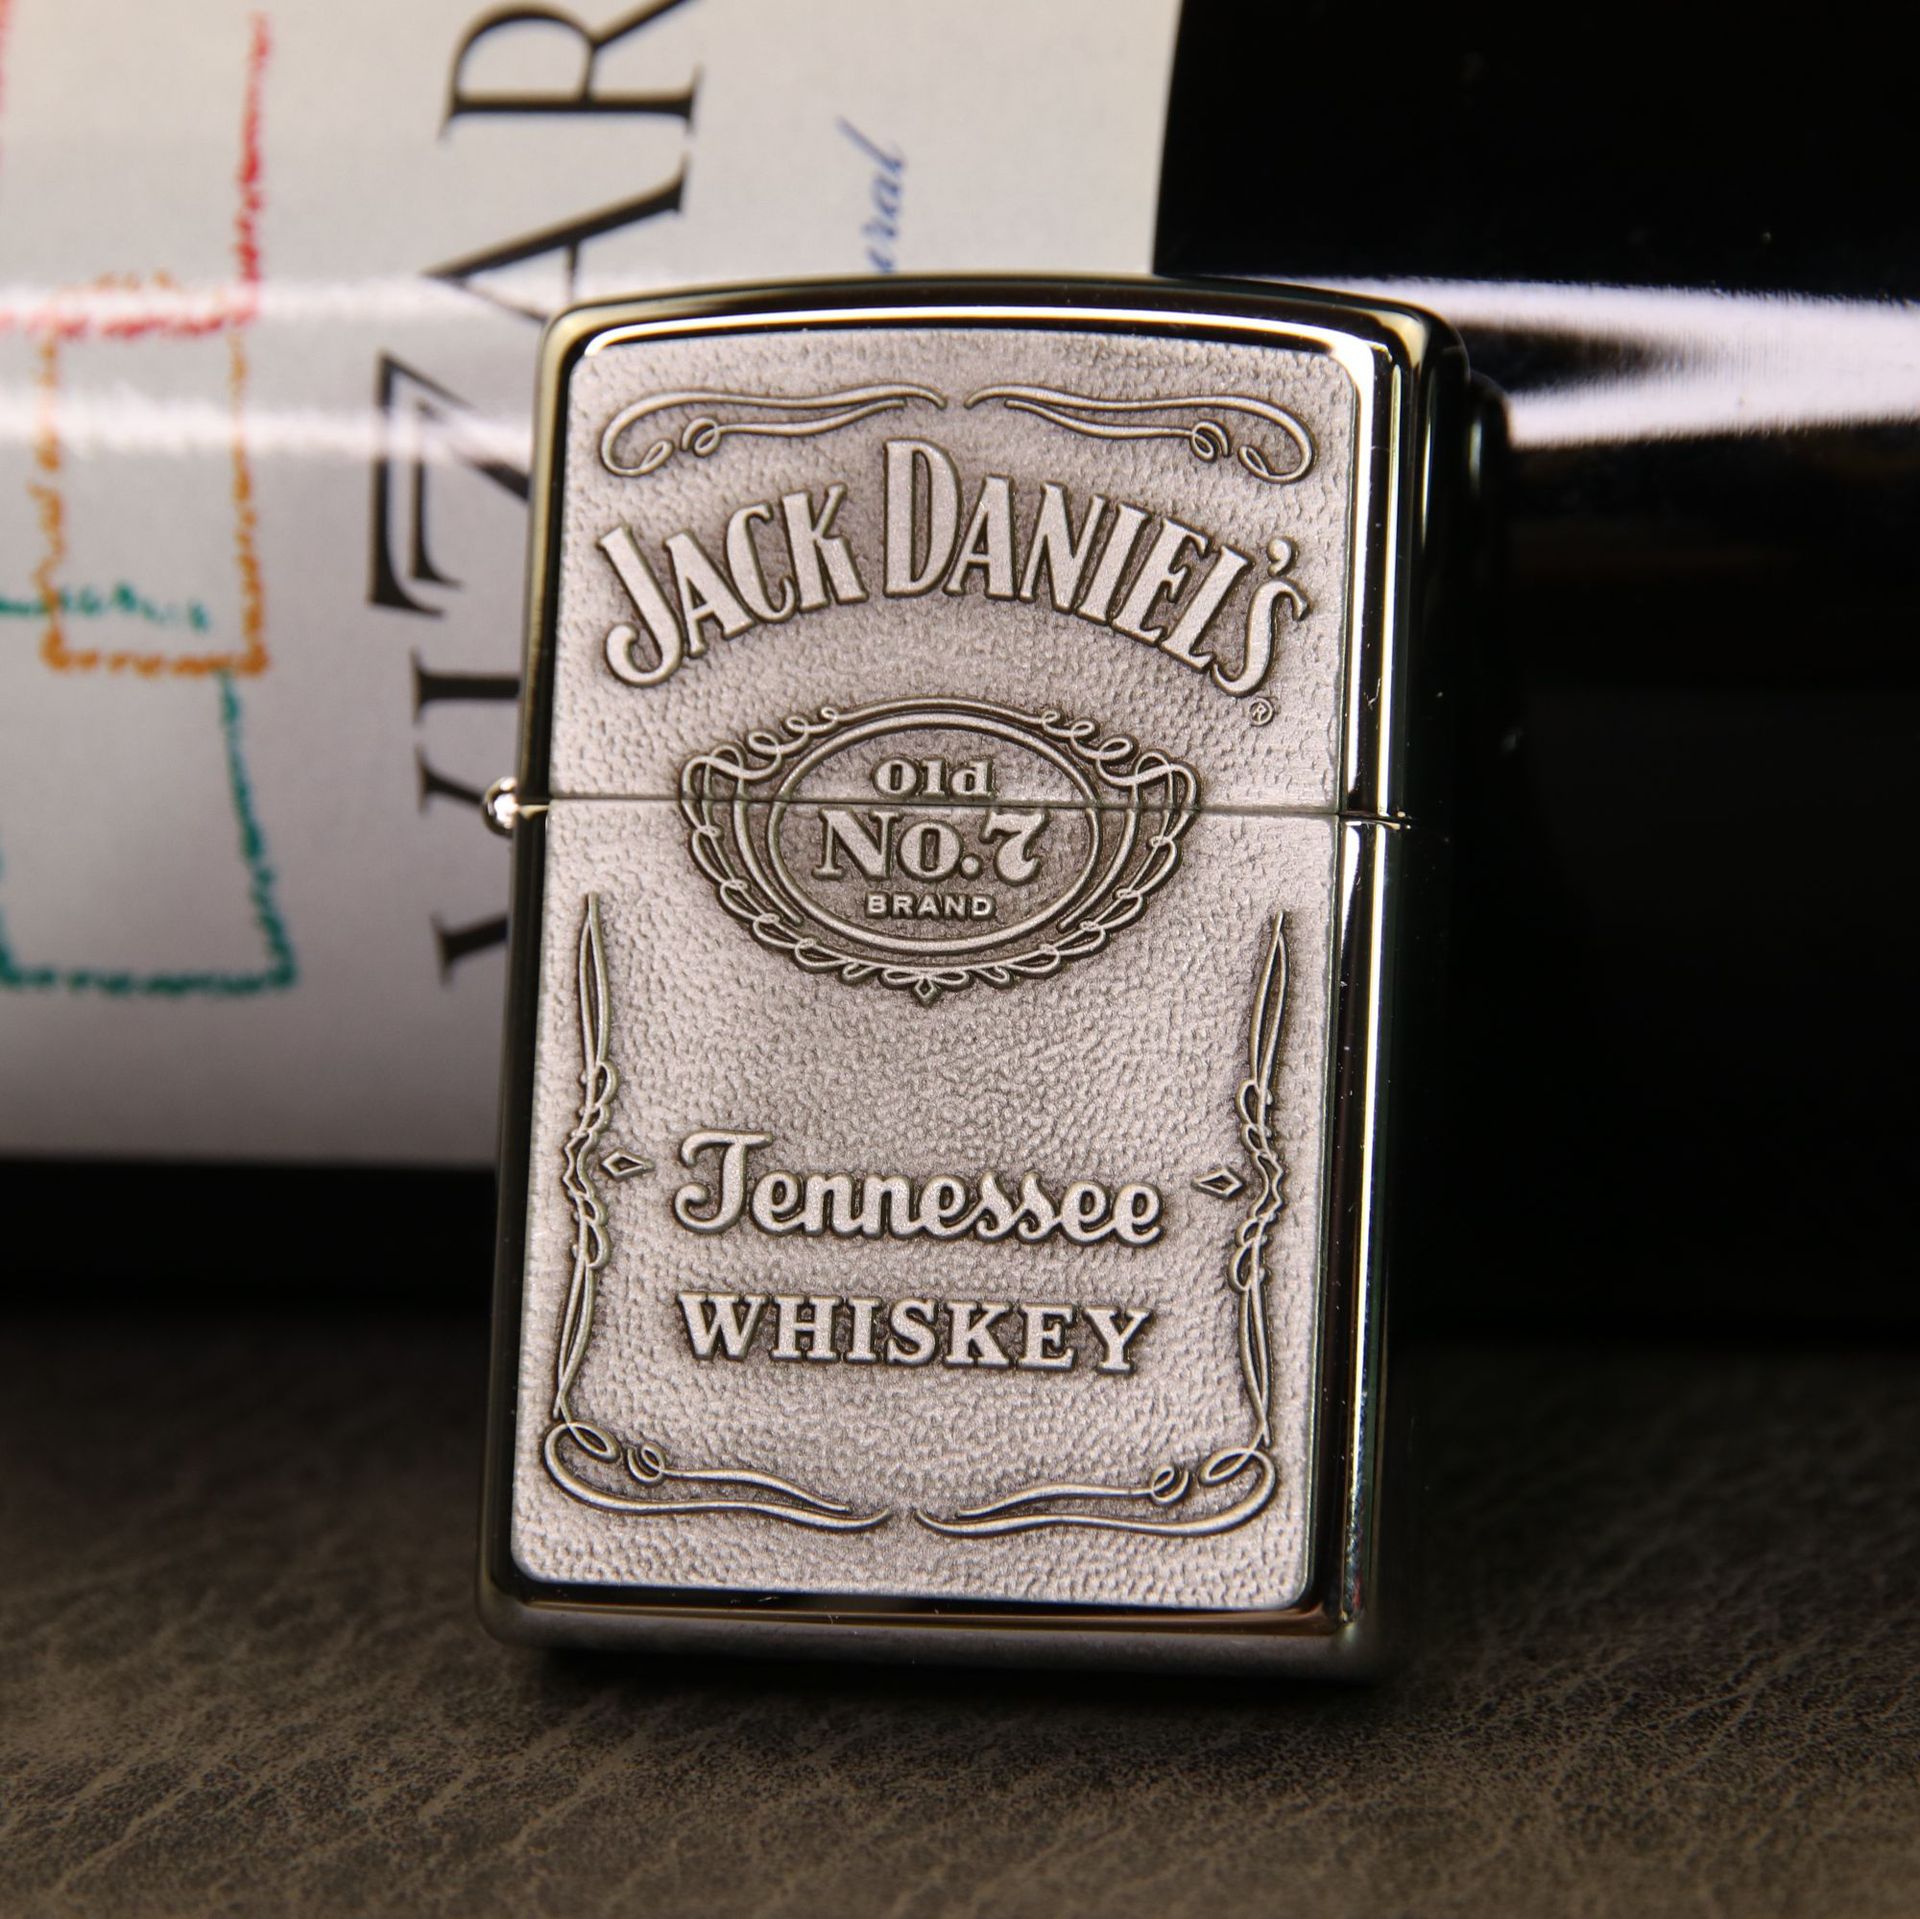 JACK DANIEL'S
®
Old
NO.7
BRAND
Tennessee
WHISKEY